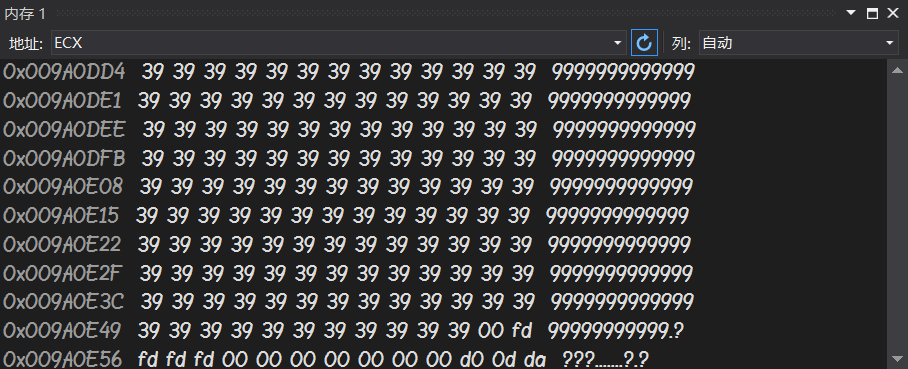 内存 1
地址: ECX 列: 自动
0x009A0DD4 39 39 39 39 39 39 39 39 39 39 39 39 39 9999999999999
0x009A0DE1 39 39 39 39 39 39 39 39 39 39 39 39 39 9999999999999
0x009A0DEE 39 39 39 39 39 39 39 39 39 39 39 39 39 9999999999999
0x009A0DFB 39 39 39 39 39 39 39 39 39 39 39 39 39 9999999999999
0x009A0E08 39 39 39 39 39 39 39 39 39 39 39 39 39 9999999999999
0x009A0E15 39 39 39 39 39 39 39 39 39 39 39 39 39 9999999999999
0x009A0E22 39 39 39 39 39 39 39 39 39 39 39 39 39 9999999999999
0x009A0E2F 39 39 39 39 39 39 39 39 39 39 39 39 39 9999999999999
0x009A0E3C 39 39 39 39 39 39 39 39 39 39 39 39 39 9999999999999
0x009A0E49 39 39 39 39 39 39 39 39 39 39 39 00 fd 99999999999.?
0x009A0E56 fd fd fd 00 00 00 00 00 00 00 d0 0d da ???.......?.?